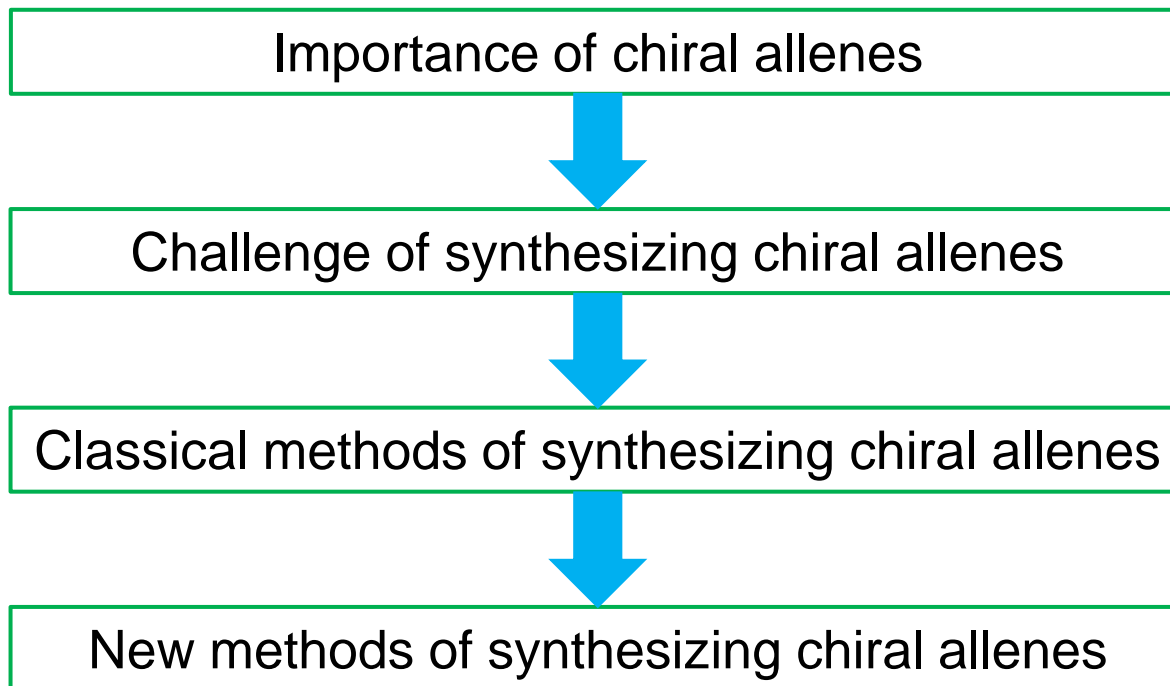 Importance of chiral allenes
Challenge of synthesizing chiral allenes
Classical methods of synthesizing chiral allenes
New methods of synthesizing chiral allenes